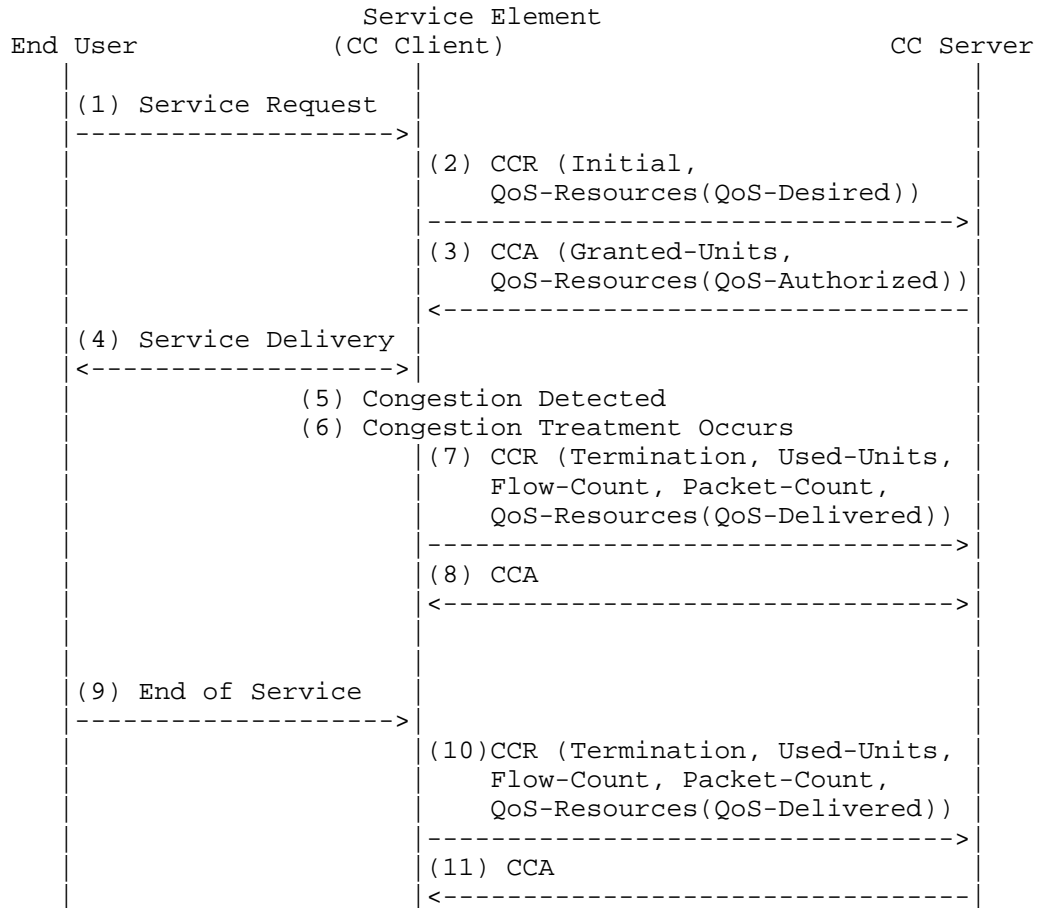 Service Element
End User (CC Client) CC Server
(1) Service Request
(2) CCR (Initial,
QoS-Resources(QoS-Desired))
(3) CCA (Granted-Units,
QoS-Resources(QoS-Authorized))
(4) Service Delivery
(5) Congestion Detected
(6) Congestion Treatment Occurs
(7) CCR (Termination, Used-Units,
Flow-Count, Packet-Count,
QoS-Resources(QoS-Delivered))
(8) CCA
(9) End of Service
(10)CCR (Termination, Used-Units,
Flow-Count, Packet-Count,
QoS-Resources(QoS-Delivered))
(11) CCA